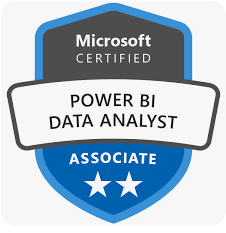 Microsoft
CERTIFIED
POWER BI
DATA ANALYST
ASSOCIATE